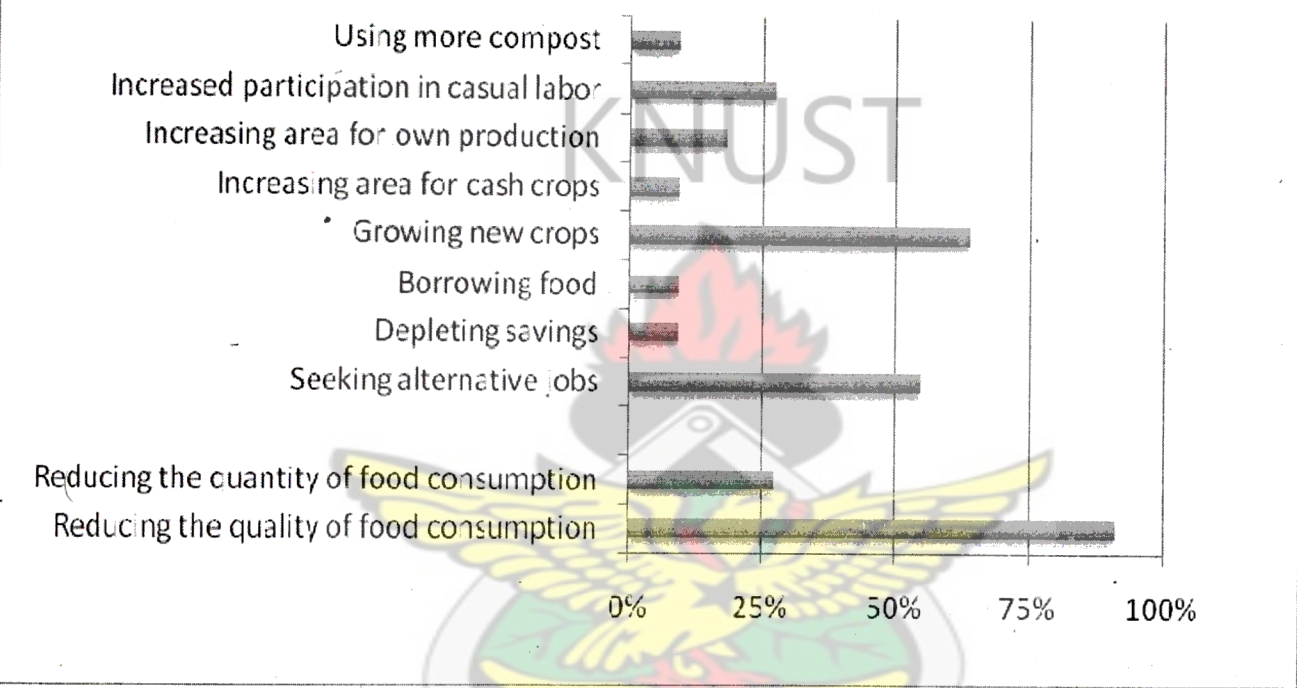 Using more compost
Increased participation in casual labor
Increasing area for own production
Increasing area for cash crops
Growing new crops
Borrowing food
Depleting savings
Seeking alternative jobs
Reducing the quantity of food consumption
Reducing the quality of food consumption
0% 25% 50% 75% 100%
KNUST